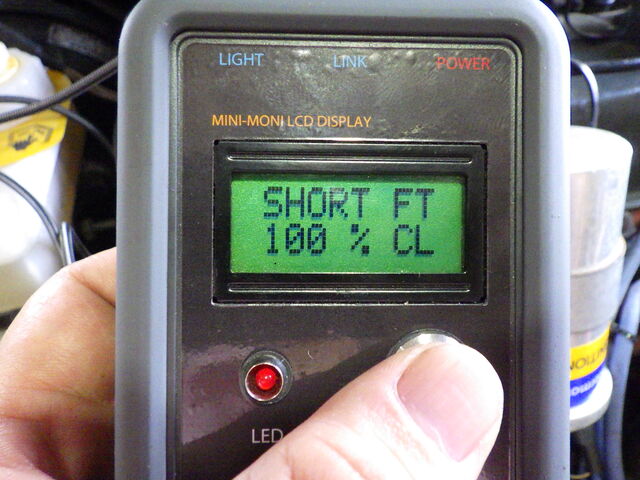 LIGHT LINK POWER
MINI-MONI LCD DISPLAY
SHORT FT
100 % CL
LED